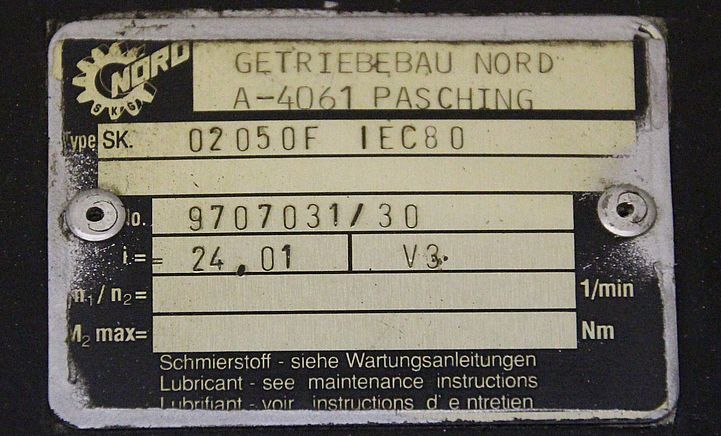 NORD
SKGA
GETRIEBEBAU NORD
A-4061 PASCHING
Type SK. 02050F IEC80
No. 9707031/30
i.= 24.01 V3
n1 / n2= 1/min
M2 max= Nm
Schmierstoff - siehe Wartungsanleitungen
Lubricant - see maintenance instructions
Lubrifiant - voir instructions d'entretien